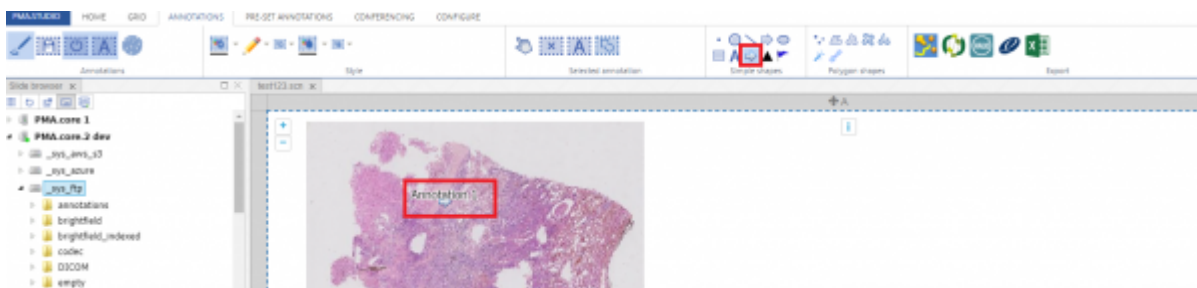 PMA.STUDIO HOME GRID ANNOTATIONS PRE-SET ANNOTATIONS CONFERENCING CONFIGURE
Annotations Style Selected annotation Simple shapes Polygon shapes Export
Slide browser test123.scn
A
PMA.core 1
PMA.core.2 dev
_sys_aws_s3
_sys_azure
_sys_ftp
annotations
brightfield
brightfield_indexed
codec
DICOM
empty
Annotation